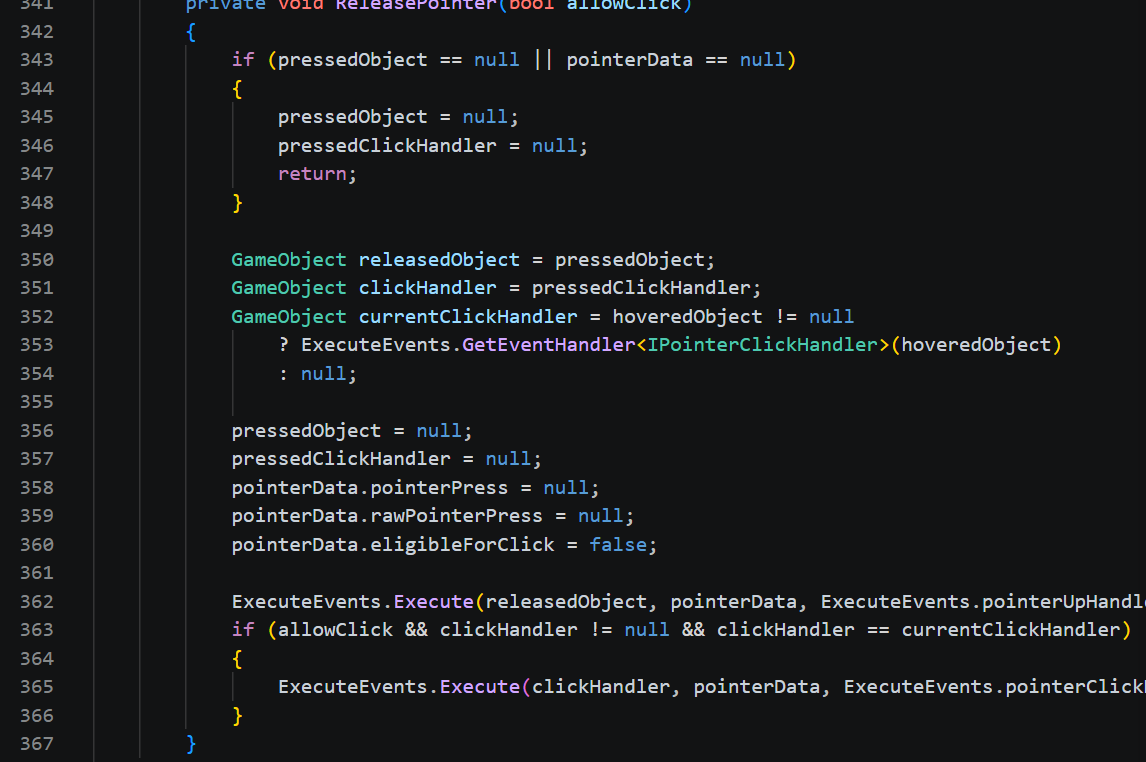 341 private void ReleasePointer(bool allowClick)
342 {
343 if (pressedObject == null || pointerData == null)
344 {
345 pressedObject = null;
346 pressedClickHandler = null;
347 return;
348 }
349
350 GameObject releasedObject = pressedObject;
351 GameObject clickHandler = pressedClickHandler;
352 GameObject currentClickHandler = hoveredObject != null
353 ? ExecuteEvents.GetEventHandler<IPointerClickHandler>(hoveredObject)
354 : null;
355
356 pressedObject = null;
357 pressedClickHandler = null;
358 pointerData.pointerPress = null;
359 pointerData.rawPointerPress = null;
360 pointerData.eligibleForClick = false;
361
362 ExecuteEvents.Execute(releasedObject, pointerData, ExecuteEvents.pointerUpHandl
363 if (allowClick && clickHandler != null && clickHandler == currentClickHandler)
364 {
365 ExecuteEvents.Execute(clickHandler, pointerData, ExecuteEvents.pointerClick
366 }
367 }